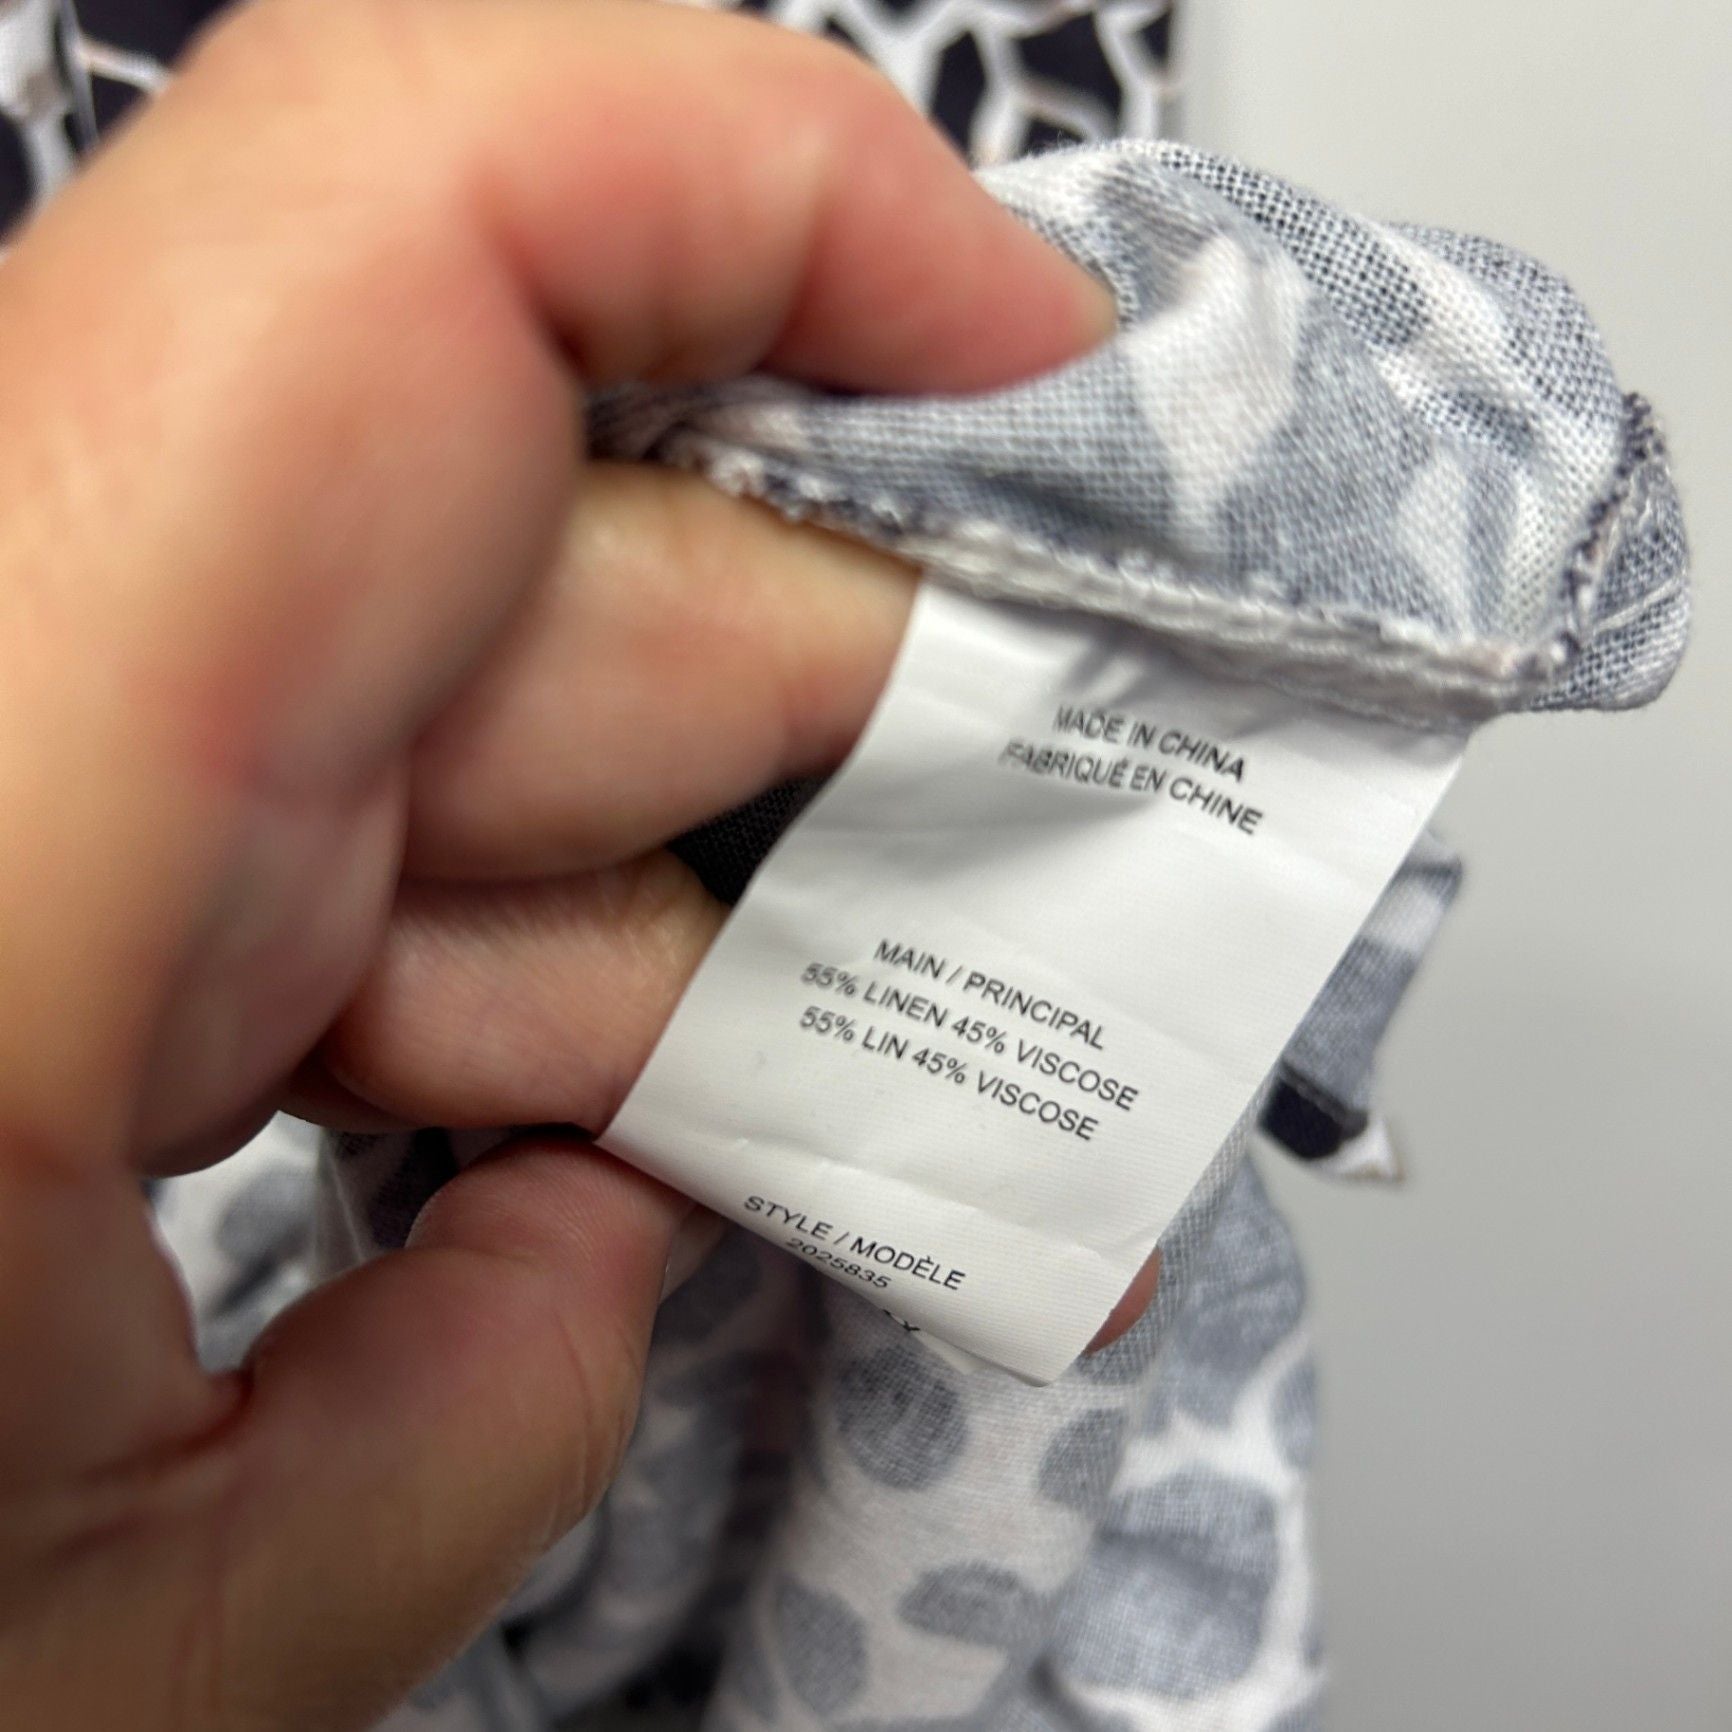 MADE IN CHINA
FABRIQUÉ EN CHINE
MAIN / PRINCIPAL
55% LINEN 45% VISCOSE
55% LIN 45% VISCOSE
STYLE / MODÈLE
2025835